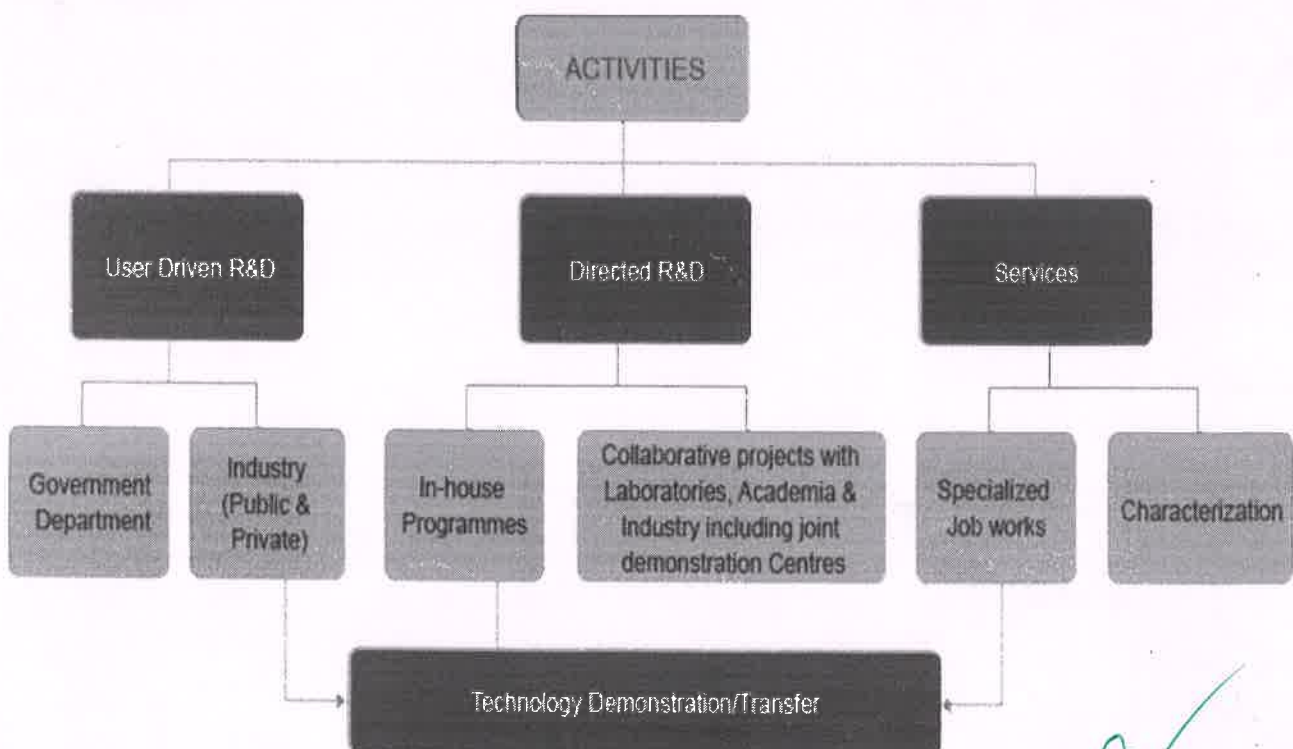 ACTIVITIES
User Driven R&D
Directed R&D
Services
Government
Department
Industry
(Public &
Private)
In-house
Programmes
Collaborative projects with
Laboratories, Academia &
Industry including joint
demonstration Centres
Specialized
Job works
Characterization
Technology Demonstration/Transfer